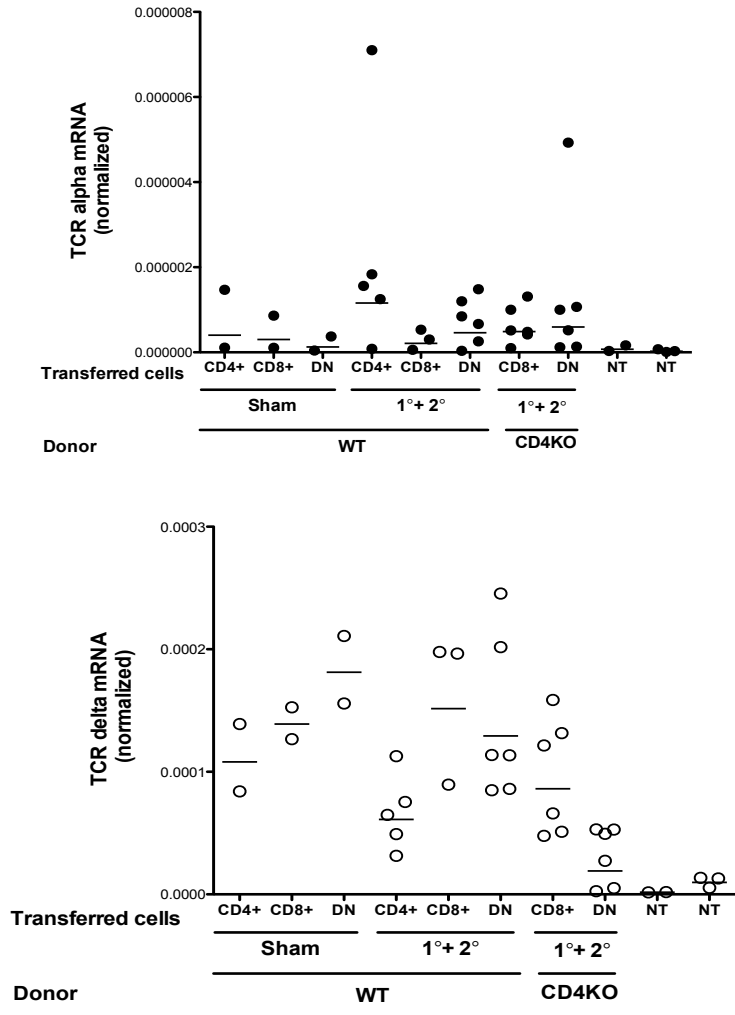 0.000008
0.000006
0.000004
0.000002
0.000000
TCR alpha mRNA
(normalized)
Transferred cells CD4+ CD8+ DN CD4+ CD8+ DN CD8+ DN NT NT
Sham 1°+ 2° 1°+ 2°
Donor WT CD4KO
0.0003
0.0002
0.0001
0.0000
TCR delta mRNA
(normalized)
Transferred cells CD4+ CD8+ DN CD4+ CD8+ DN CD8+ DN NT NT
Sham 1°+ 2° 1°+ 2°
Donor WT CD4KO